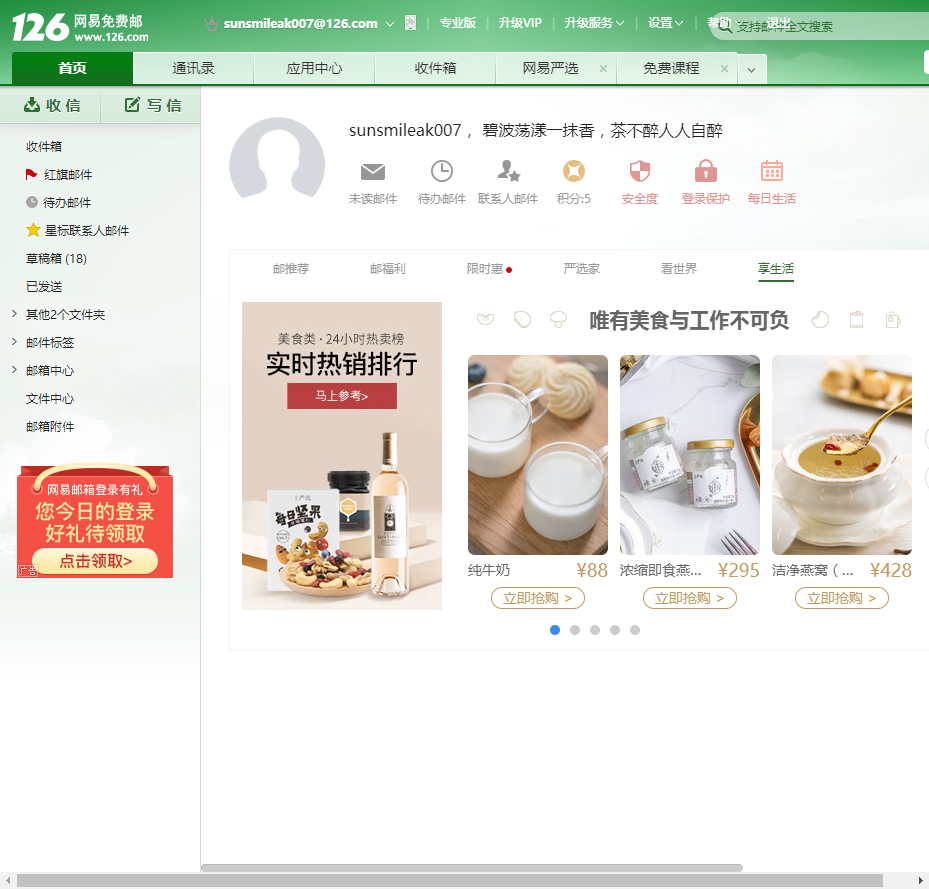 126 网易免费邮
www.126.com
sunsmileak007@126.com
专业版
升级VIP
升级服务
设置
帮助
退出
支持邮件全文搜索
首页
通讯录
应用中心
收件箱
网易严选
免费课程
收 信
写 信
收件箱
红旗邮件
待办邮件
星标联系人邮件
草稿箱 (18)
已发送
其他2个文件夹
邮件标签
邮箱中心
文件中心
邮箱附件
网易邮箱登录有礼
您今日的登录
好礼待领取
点击领取>
广告
sunsmileak007， 碧波荡漾一抹香，茶不醉人人自醉
未读邮件
待办邮件
联系人邮件
积分:5
安全度
登录保护
每日生活
邮推荐
邮福利
限时惠
严选家
看世界
享生活
美食类 · 24小时热卖榜
实时热销排行
马上参考>
每日坚果
唯有美食与工作不可负
纯牛奶 ¥88
立即抢购 >
浓缩即食燕... ¥295
立即抢购 >
洁净燕窝（... ¥428
立即抢购 >